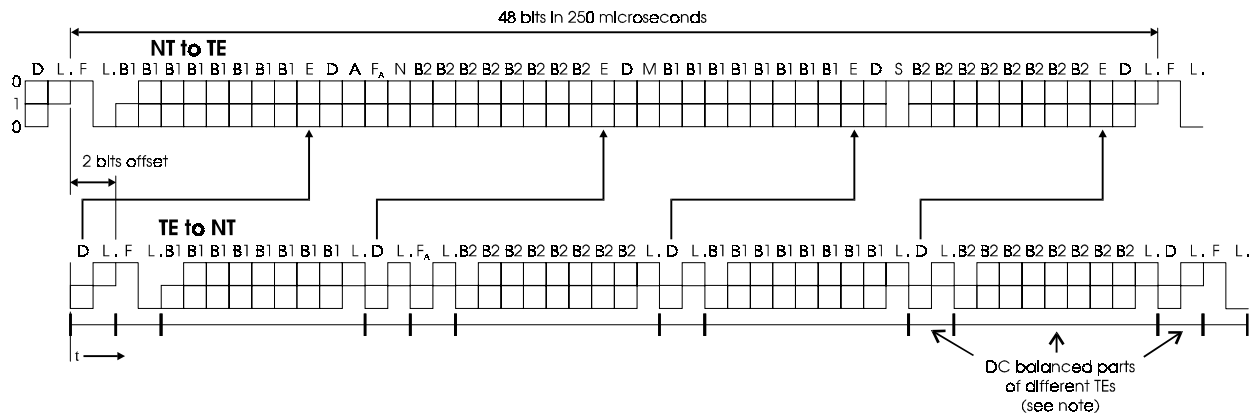 48 bits in 250 microseconds
NT to TE
D L. F L. B1 B1 B1 B1 B1 B1 B1 B1 E D A FA N B2 B2 B2 B2 B2 B2 B2 B2 E D M B1 B1 B1 B1 B1 B1 B1 B1 E D S B2 B2 B2 B2 B2 B2 B2 B2 E D L. F L.
0
1
0
2 bits offset
TE to NT
D L. F L. B1 B1 B1 B1 B1 B1 B1 B1 L. D L. FA L. B2 B2 B2 B2 B2 B2 B2 B2 L. D L. B1 B1 B1 B1 B1 B1 B1 B1 L. D L. B2 B2 B2 B2 B2 B2 B2 B2 L. D L. F L.
t
DC balanced parts
of different TEs
(see note)